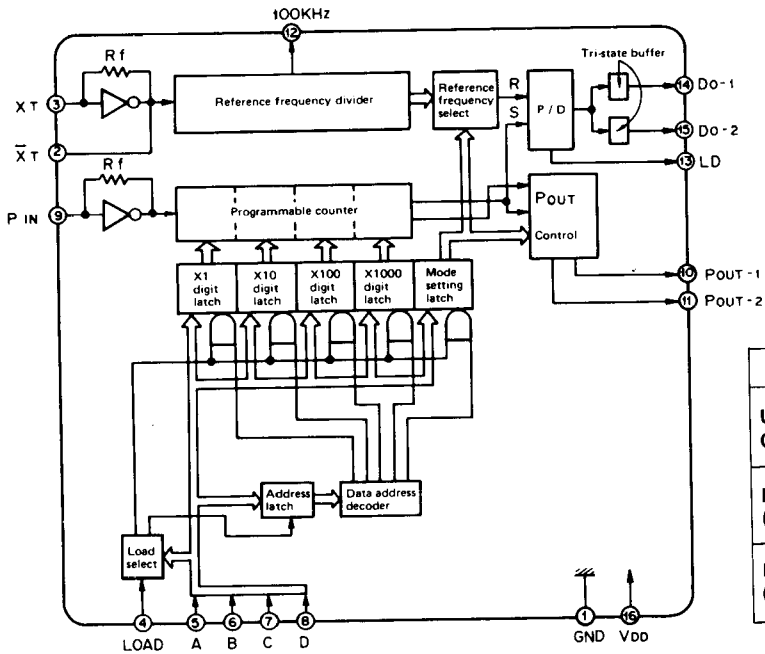 100KHz
12
Rf
XT
3
Reference frequency divider
Reference
frequency
select
R
S
P / D
Tri-state buffer
14
Do-1
15
Do-2
13
LD
2
X̅T̅
Rf
P IN
9
Programmable counter
POUT
Control
X1
digit
latch
X10
digit
latch
X100
digit
latch
X1000
digit
latch
Mode
setting
latch
10
POUT-1
11
POUT-2
Address
latch
Data address
decoder
Load
select
4
5
6
7
8
1
16
LOAD
A
B
C
D
GND
VDD